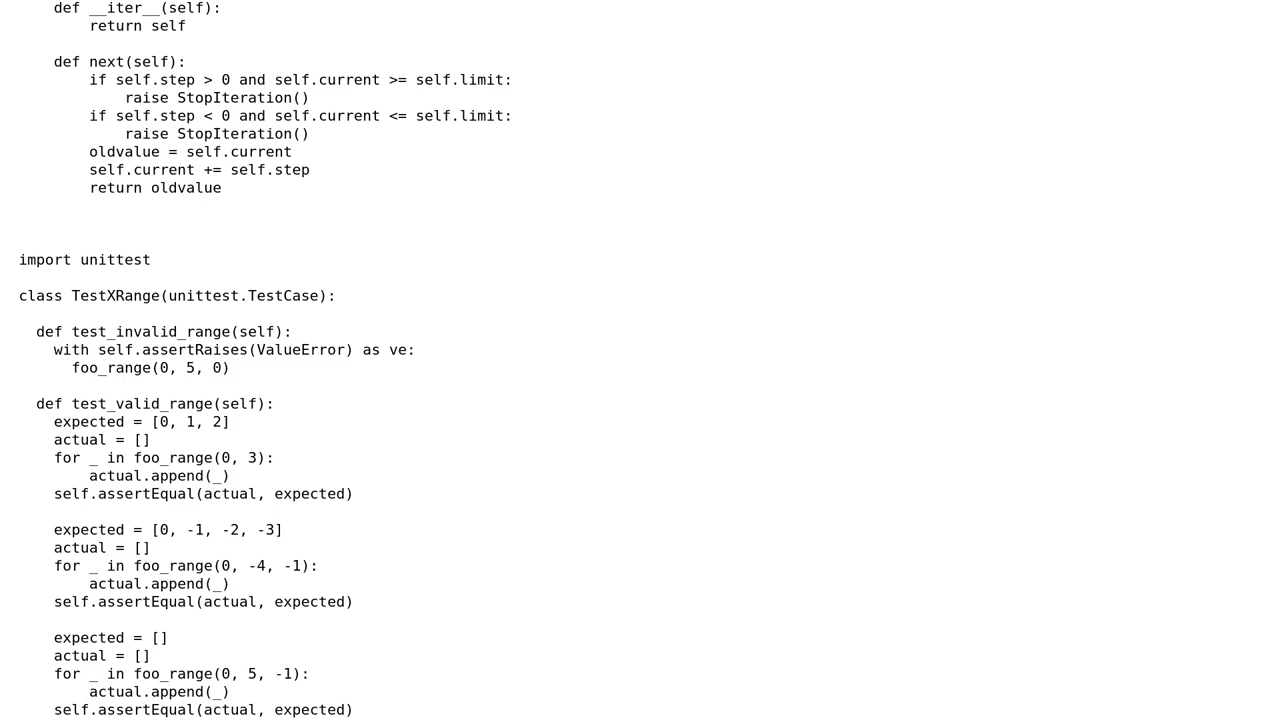 def __iter__(self):
        return self

    def next(self):
        if self.step > 0 and self.current >= self.limit:
            raise StopIteration()
        if self.step < 0 and self.current <= self.limit:
            raise StopIteration()
        oldvalue = self.current
        self.current += self.step
        return oldvalue



import unittest

class TestXRange(unittest.TestCase):

  def test_invalid_range(self):
    with self.assertRaises(ValueError) as ve:
      foo_range(0, 5, 0)

  def test_valid_range(self):
    expected = [0, 1, 2]
    actual = []
    for _ in foo_range(0, 3):
        actual.append(_)
    self.assertEqual(actual, expected)

    expected = [0, -1, -2, -3]
    actual = []
    for _ in foo_range(0, -4, -1):
        actual.append(_)
    self.assertEqual(actual, expected)

    expected = []
    actual = []
    for _ in foo_range(0, 5, -1):
        actual.append(_)
    self.assertEqual(actual, expected)